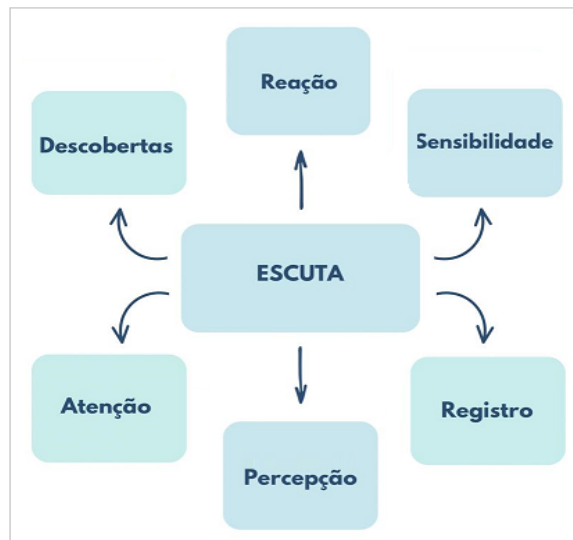 Reação
Descobertas
Sensibilidade
ESCUTA
Atenção
Registro
Percepção